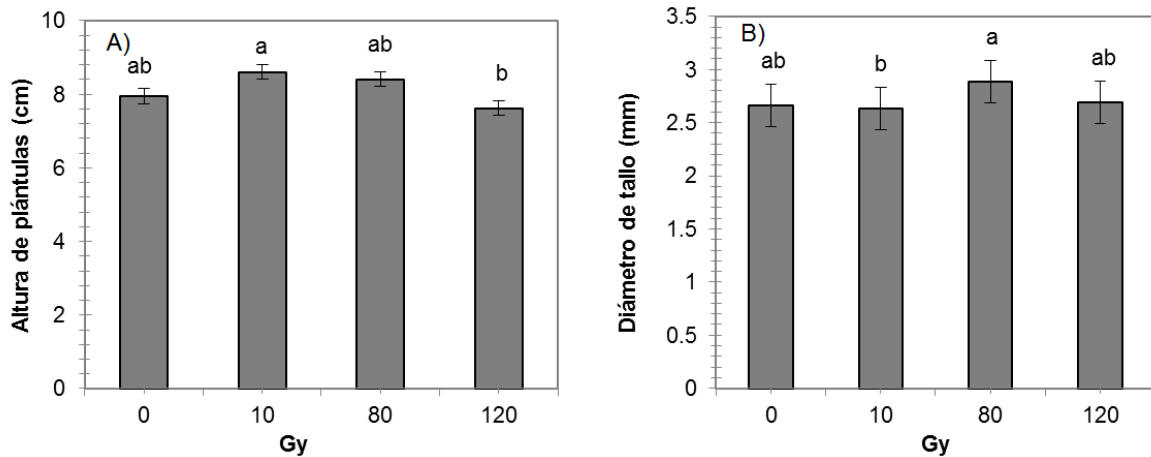 A)
Altura de plántulas (cm)
10
8
6
4
2
0
ab
a
ab
b
0 10 80 120
Gy
B)
Diámetro de tallo (mm)
3.5
3
2.5
2
1.5
1
0.5
0
ab
b
a
ab
0 10 80 120
Gy